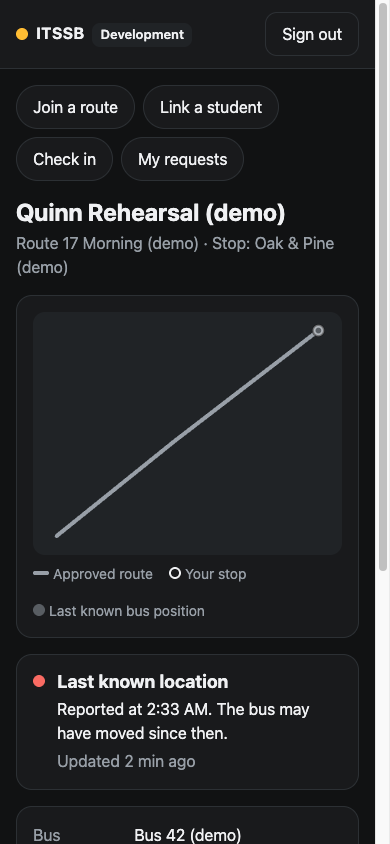 ITSSB Development Sign out
Join a route Link a student
Check in My requests
Quinn Rehearsal (demo)
Route 17 Morning (demo) · Stop: Oak & Pine
(demo)
Approved route Your stop
Last known bus position
Last known location
Reported at 2:33 AM. The bus may
have moved since then.
Updated 2 min ago
Bus Bus 42 (demo)